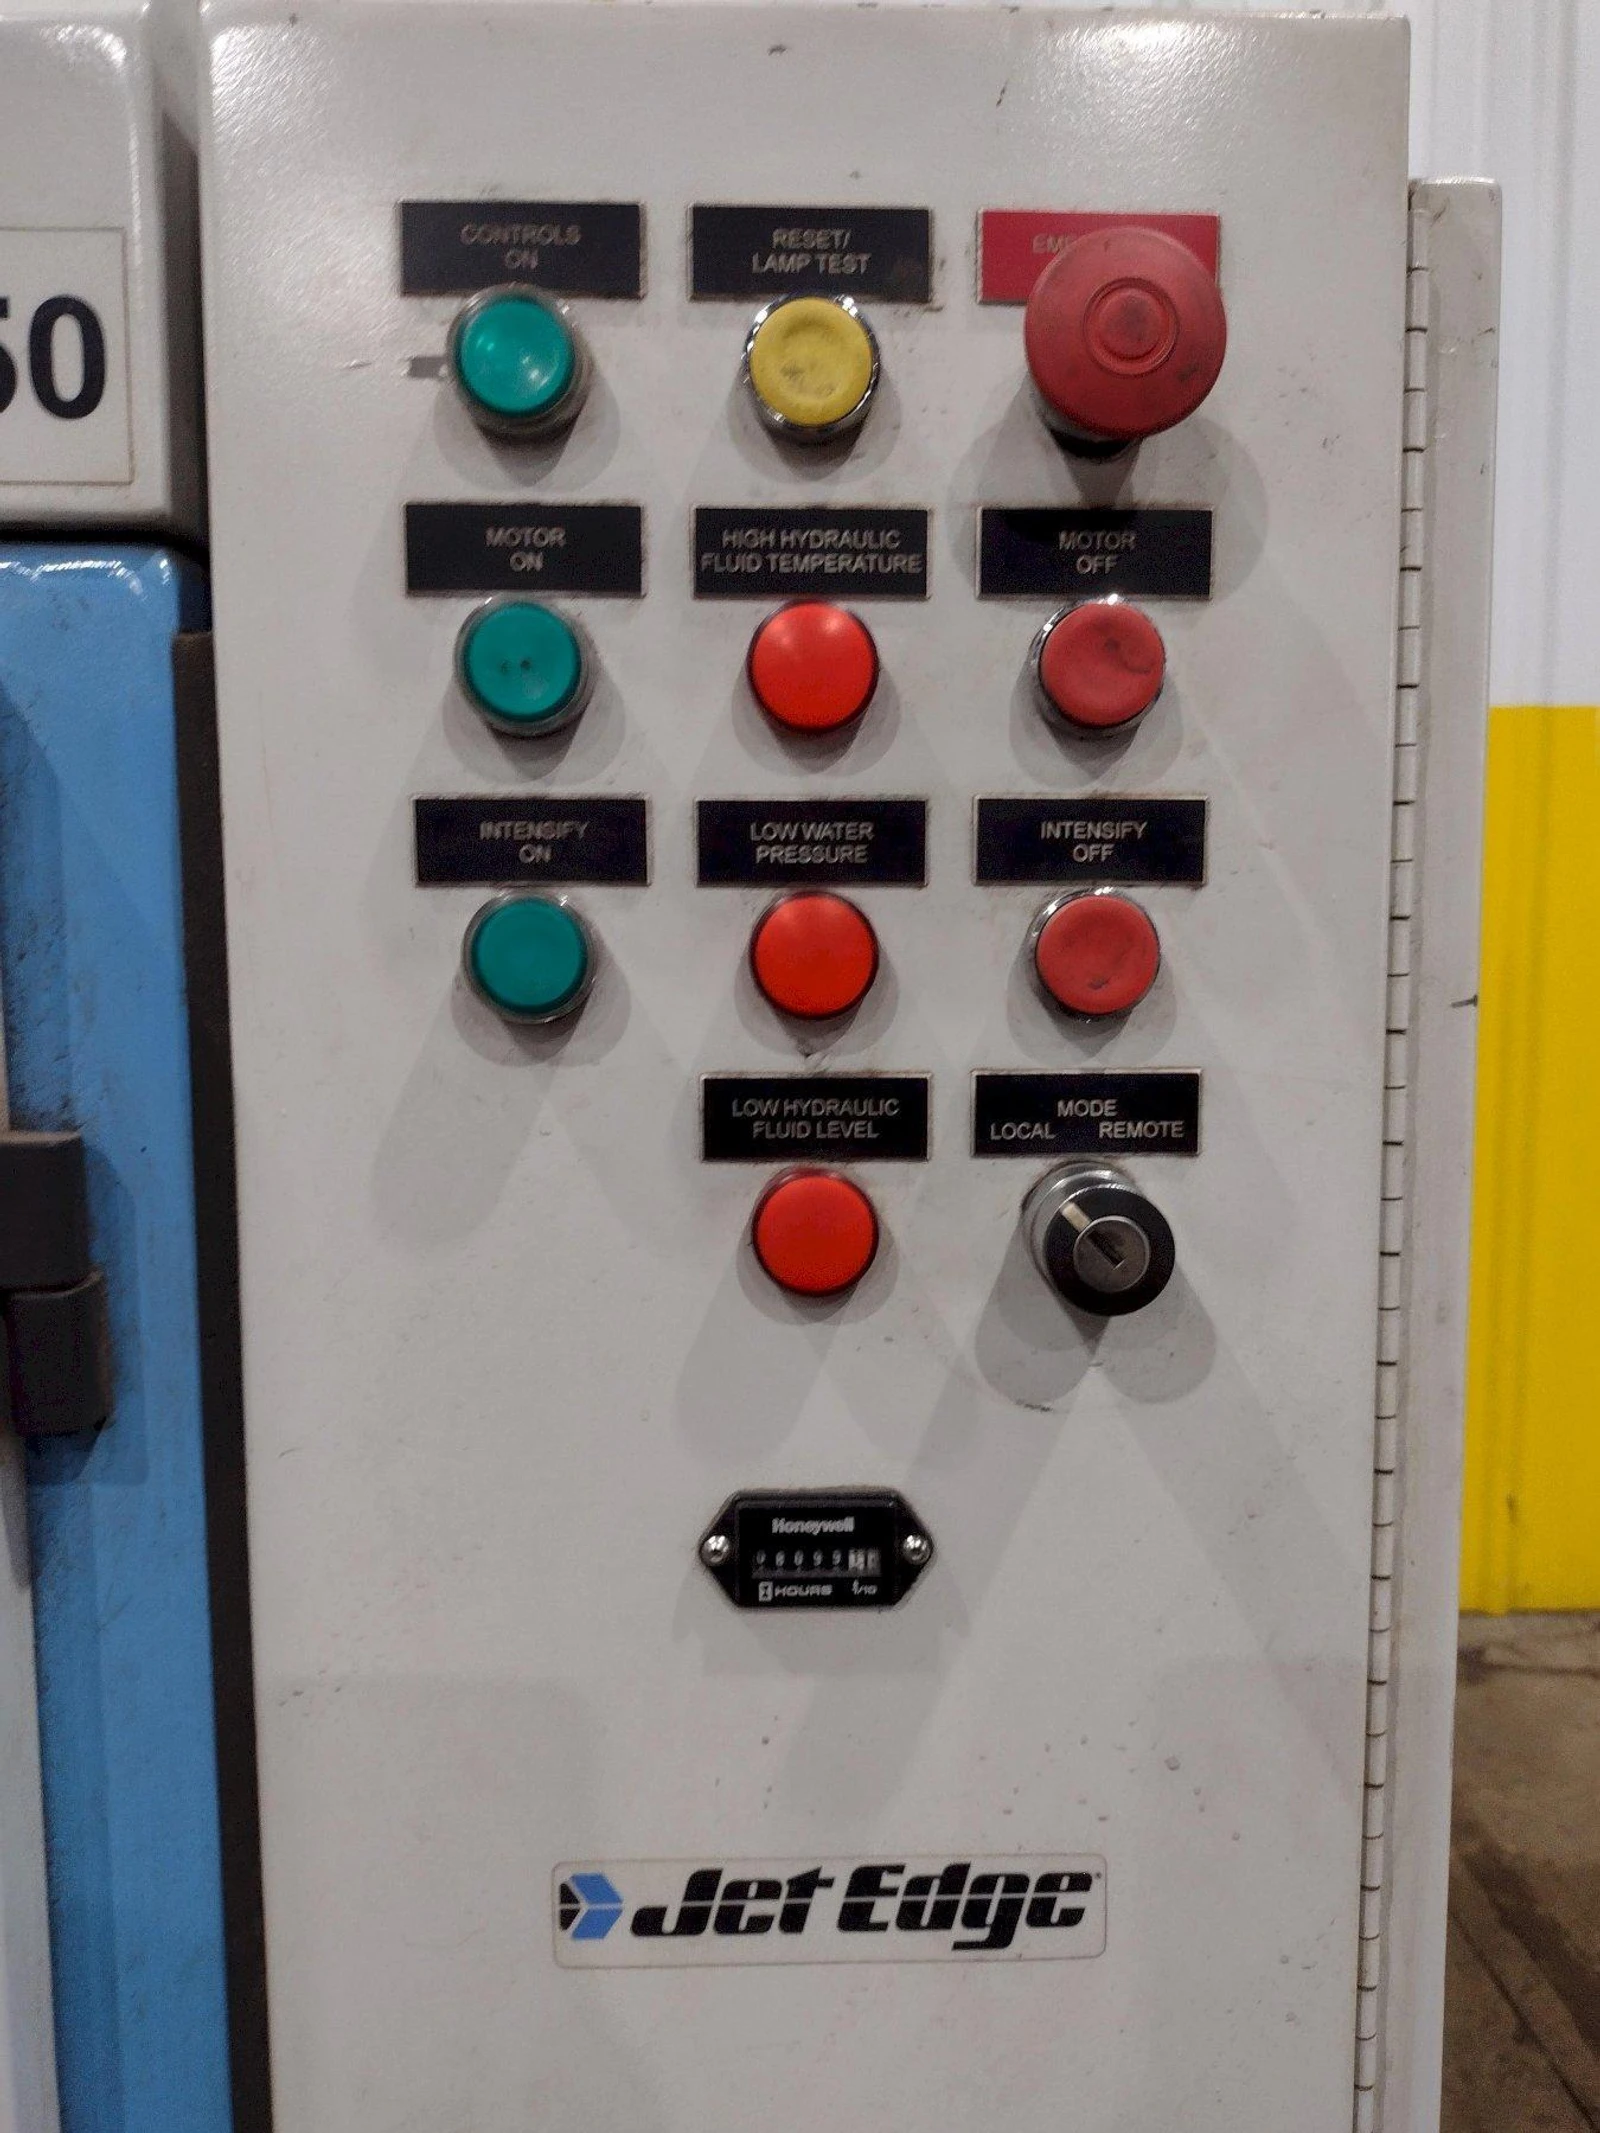 50
CONTROLS
ON
RESET/
LAMP TEST
EME
MOTOR
ON
HIGH HYDRAULIC
FLUID TEMPERATURE
MOTOR
OFF
INTENSIFY
ON
LOW WATER
PRESSURE
INTENSIFY
OFF
LOW HYDRAULIC
FLUID LEVEL
MODE
LOCAL REMOTE
Honeywell
HOURS 1/10
Jet Edge